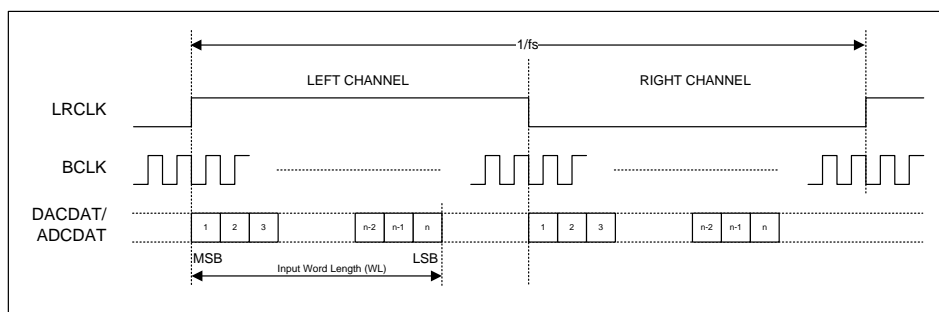 1/fs
LEFT CHANNEL RIGHT CHANNEL
LRCLK
BCLK
DACDAT/
ADCDAT
1 2 3 n-2 n-1 n 1 2 3 n-2 n-1 n
MSB LSB
Input Word Length (WL)